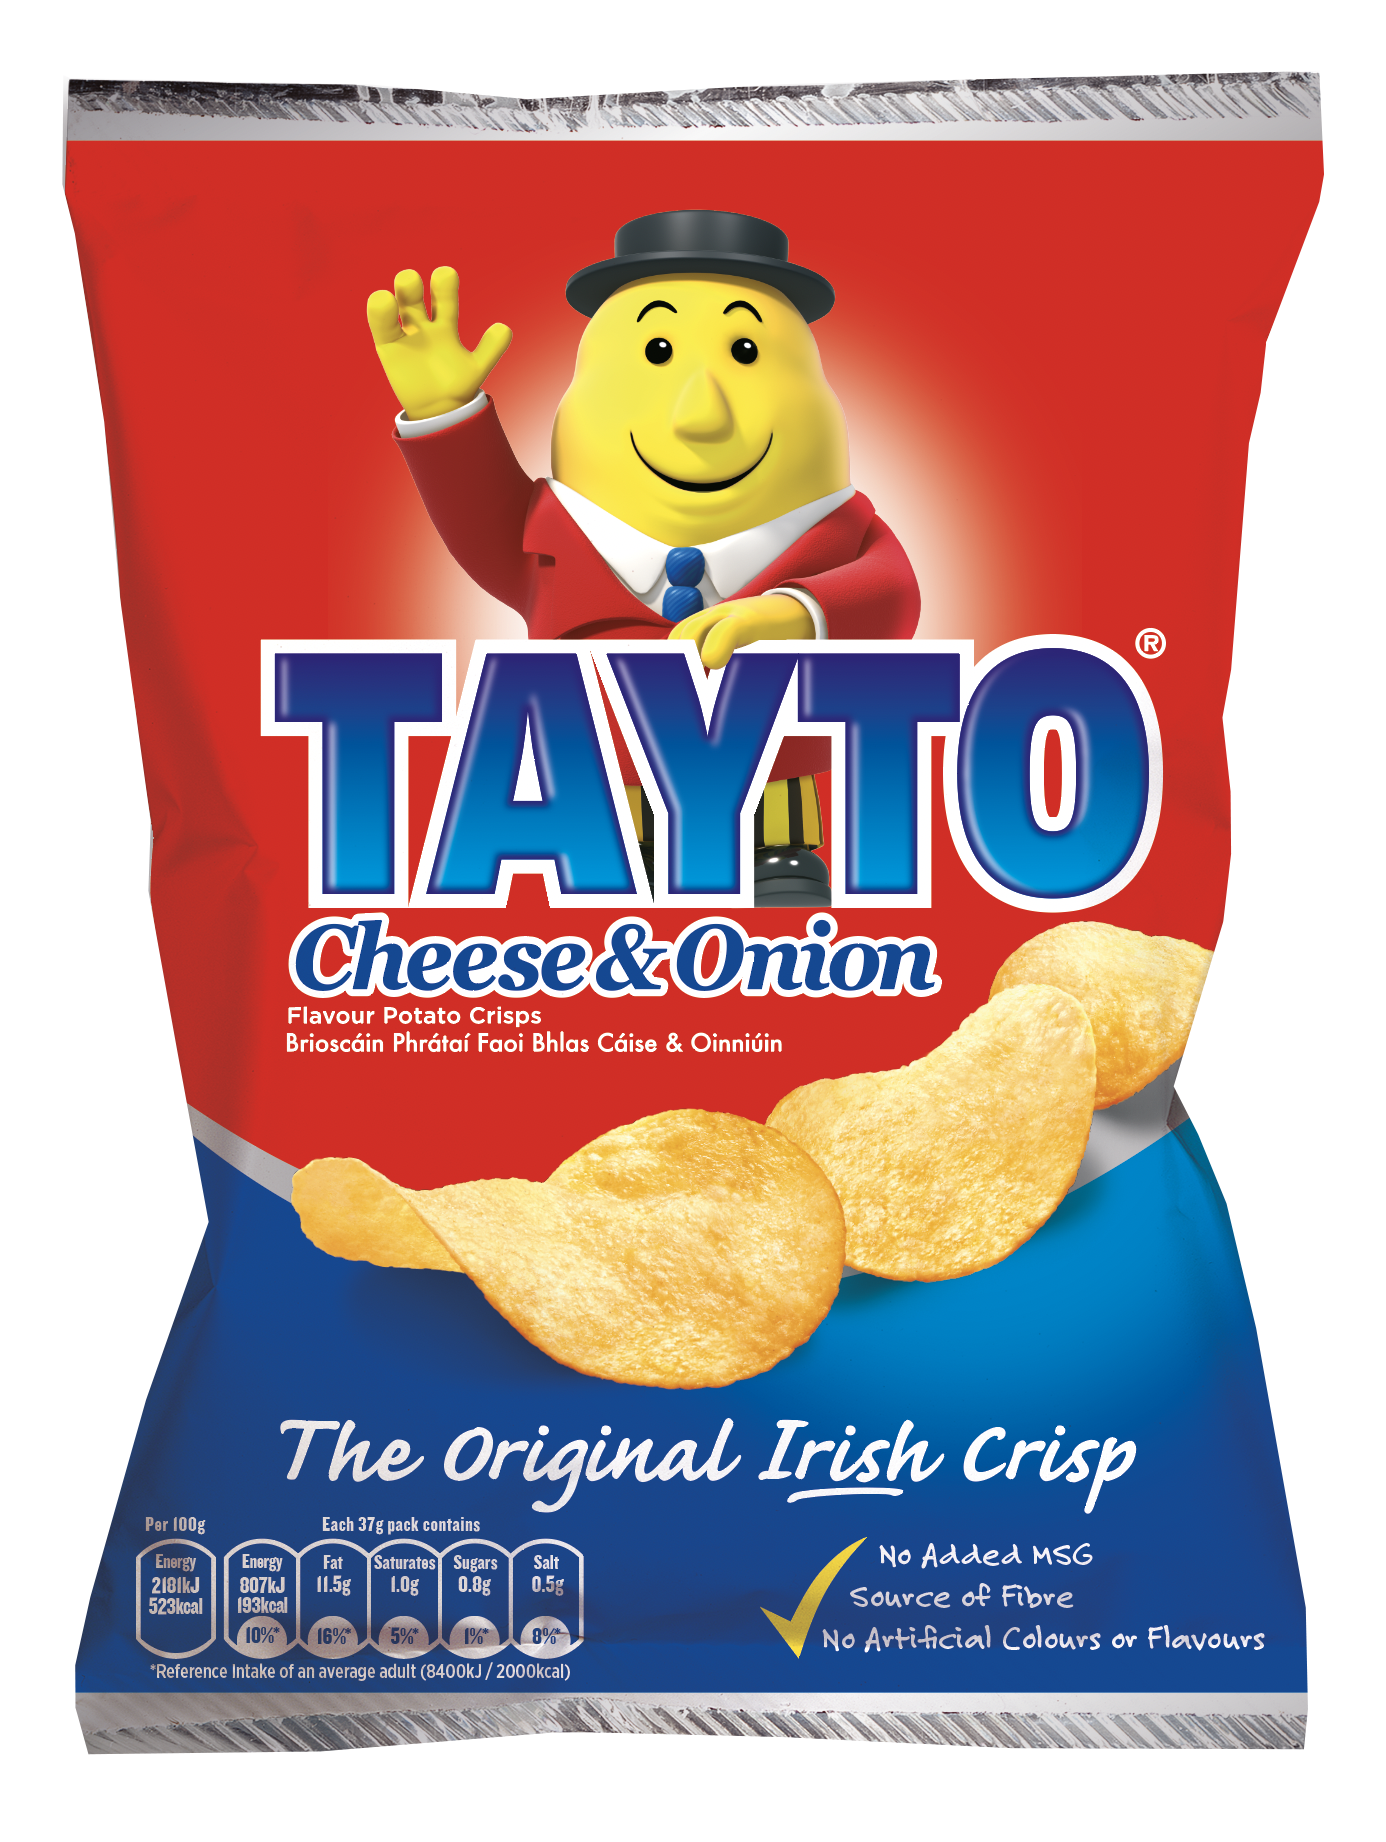 TAYTO®
Cheese & Onion
Flavour Potato Crisps
Brioscáin Phrátaí Faoi Bhlas Cáise & Oinniúin
The Original Irish Crisp
Per 100g
Each 37g pack contains
Energy Energy Fat Saturates Sugars Salt
2181kJ 807kJ 11.5g 1.0g 0.8g 0.5g
523kcal 193kcal
10%* 16%* 5%* 1%* 8%*
*Reference Intake of an average adult (8400kJ / 2000kcal)
No Added MSG
Source of Fibre
No Artificial Colours or Flavours